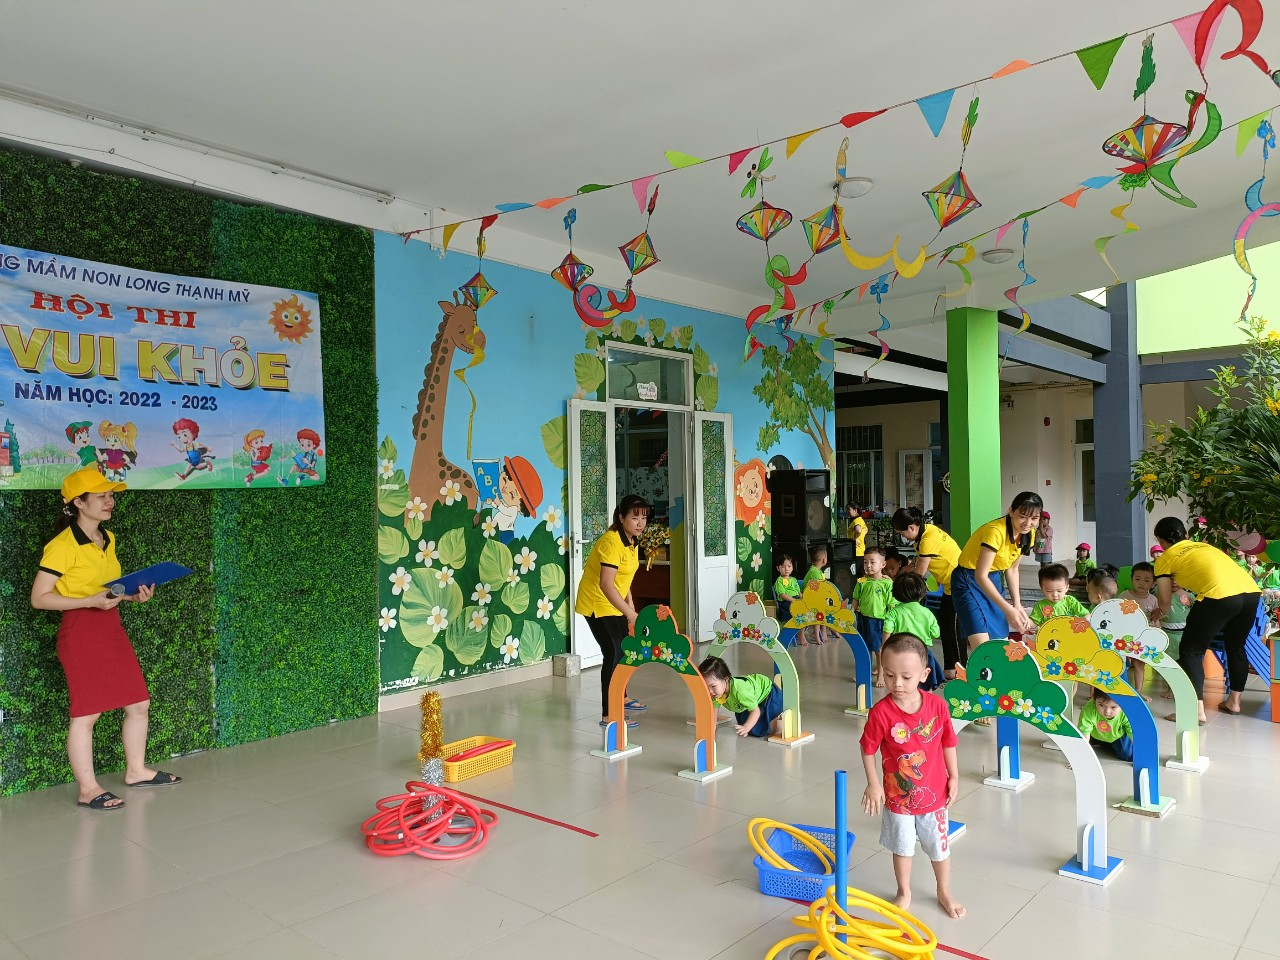 NG MẦM NON LONG THẠNH MỸ
HỘI THI
VUI KHỎE
NĂM HỌC: 2022 - 2023
A
B